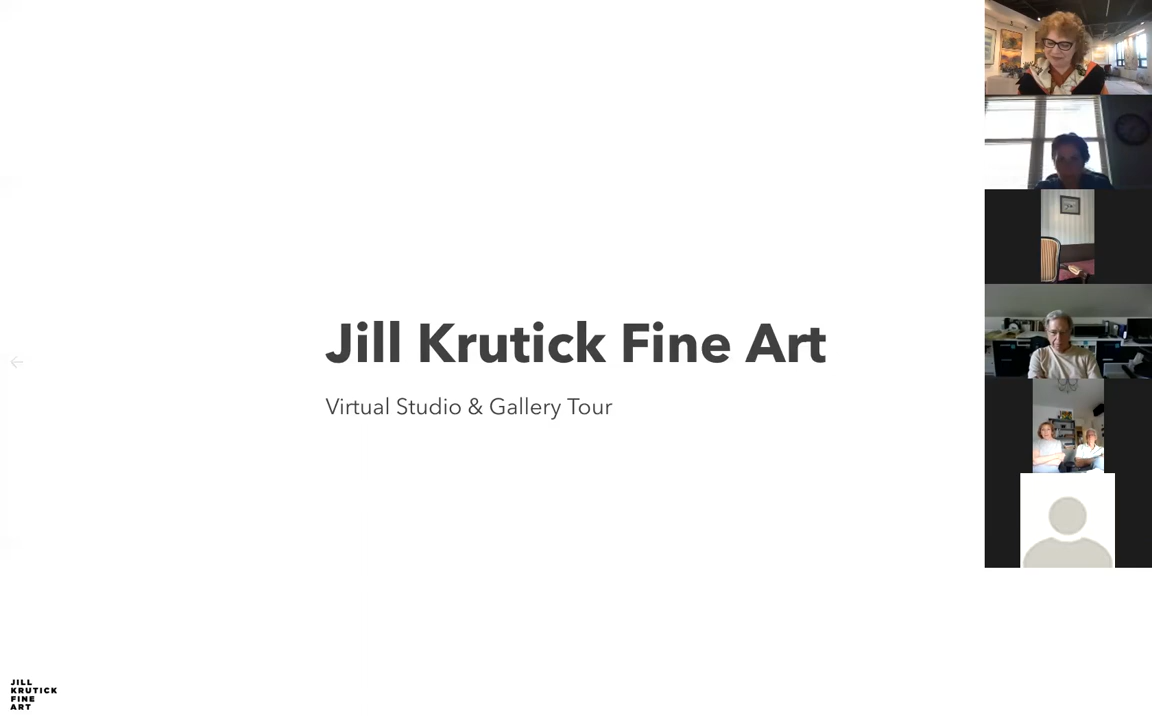 Jill Krutick Fine Art
Virtual Studio & Gallery Tour
JILL
KRUTICK
FINE
ART